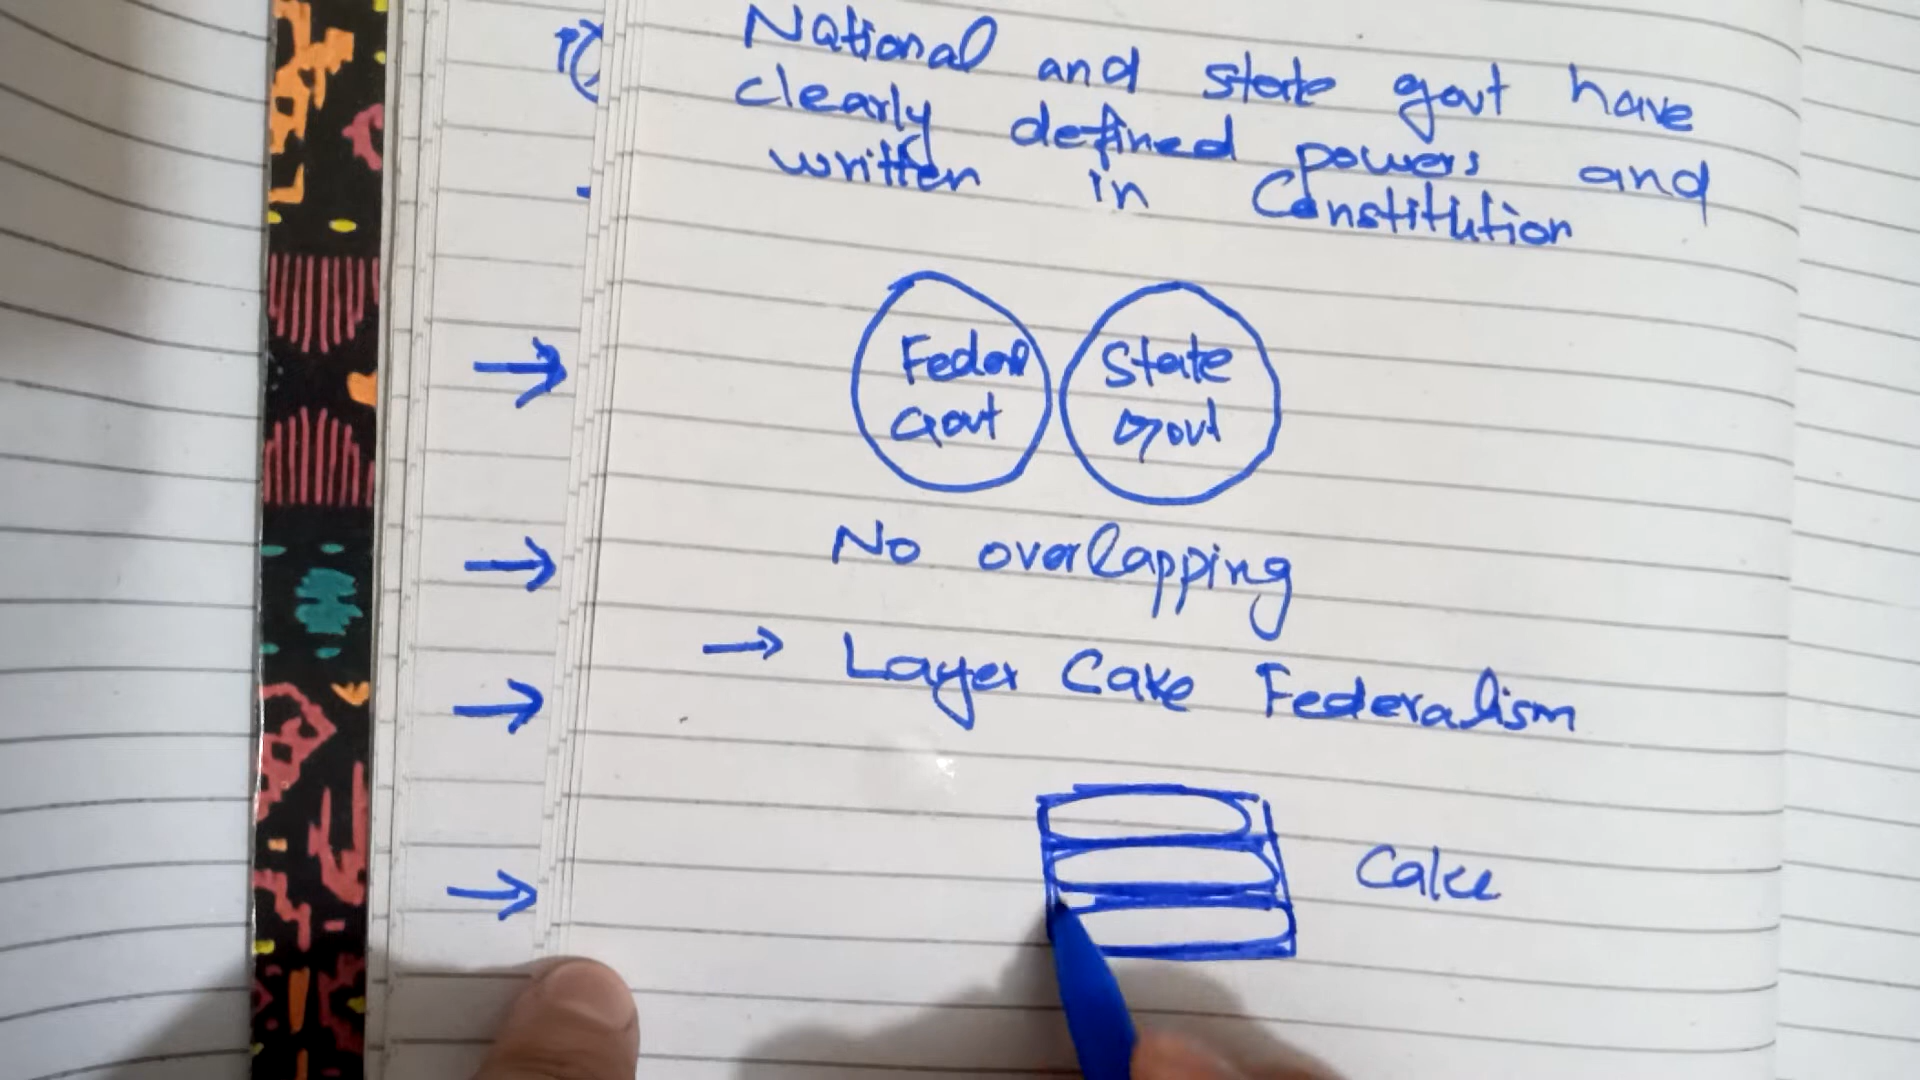 National and state govt have
clearly defined powers and
written in Constitution
Federal Govt
State govt
No overlapping
→ Layer Cake Federalism
Cake